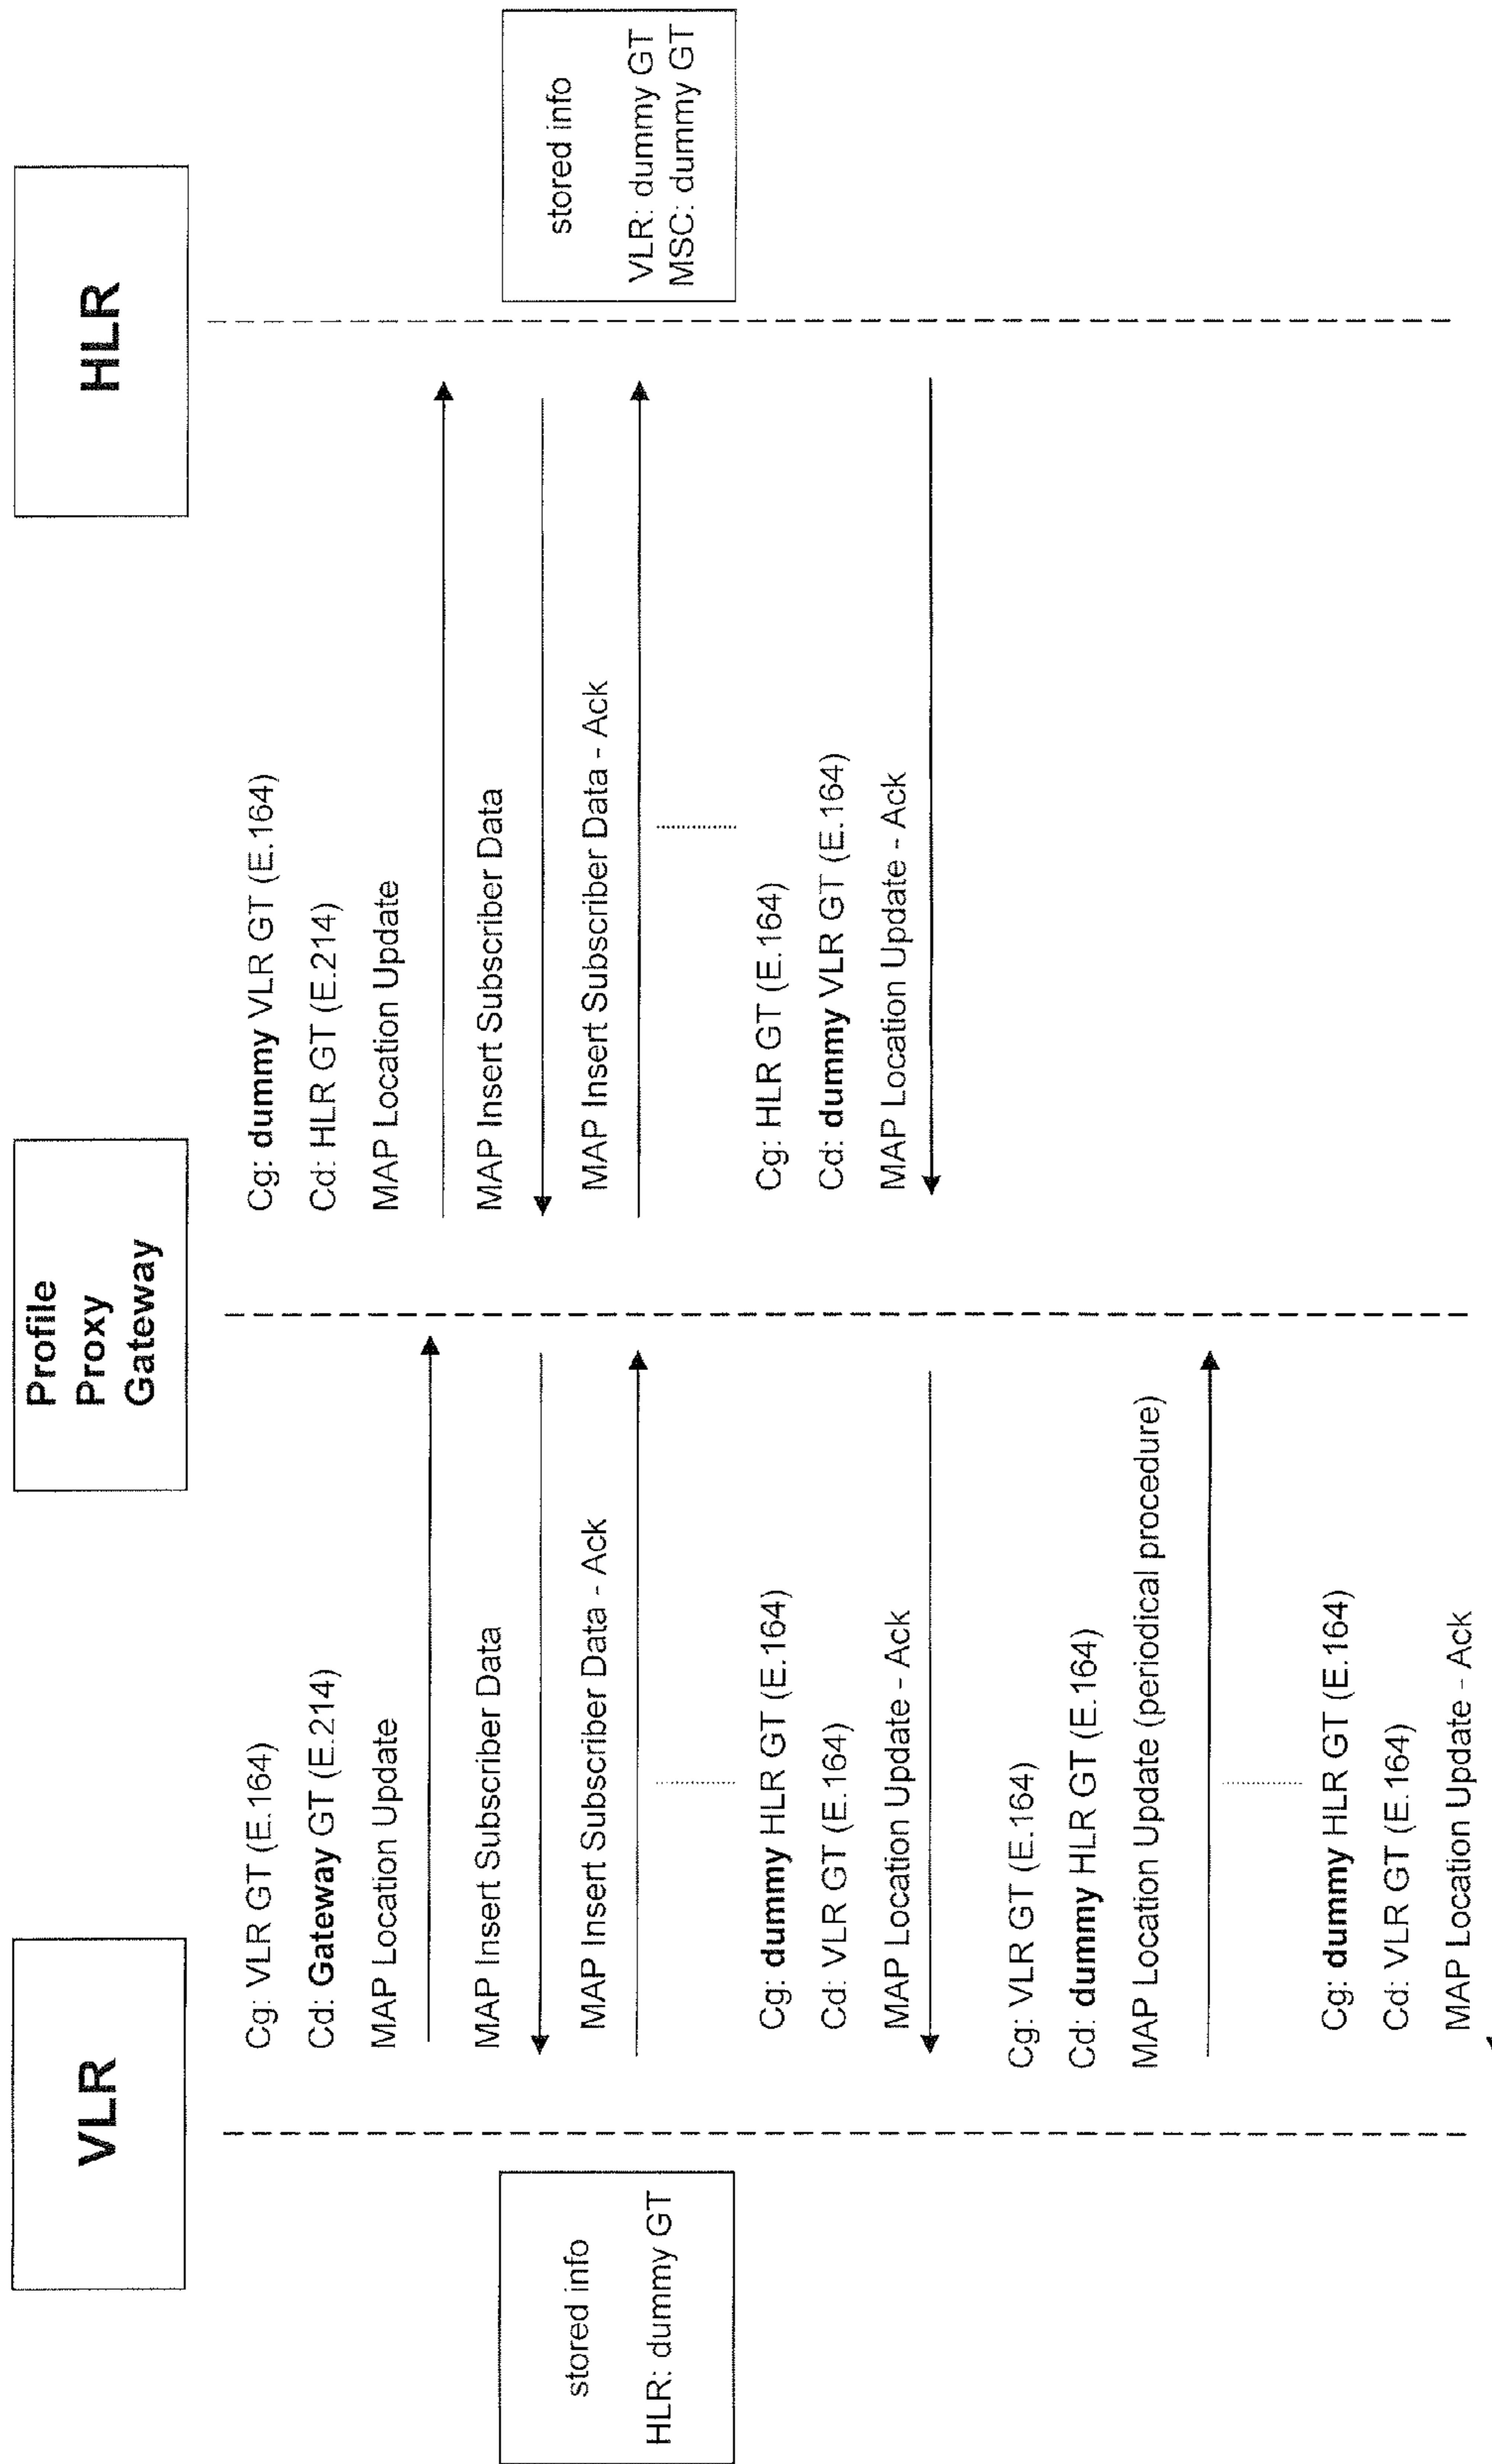 VLR
Profile
Proxy
Gateway
HLR
Cg: VLR GT (E.164)
Cd: Gateway GT (E.214)
MAP Location Update
Cg: dummy VLR GT (E.164)
Cd: HLR GT (E.214)
MAP Location Update
MAP Insert Subscriber Data
MAP Insert Subscriber Data
MAP Insert Subscriber Data - Ack
MAP Insert Subscriber Data - Ack
stored info
HLR: dummy GT
stored info
VLR: dummy GT
MSC: dummy GT
Cg: dummy HLR GT (E.164)
Cd: VLR GT (E.164)
MAP Location Update - Ack
Cg: HLR GT (E.164)
Cd: dummy VLR GT (E.164)
MAP Location Update - Ack
Cg: VLR GT (E.164)
Cd: dummy HLR GT (E.164)
MAP Location Update (periodical procedure)
Cg: dummy HLR GT (E.164)
Cd: VLR GT (E.164)
MAP Location Update - Ack